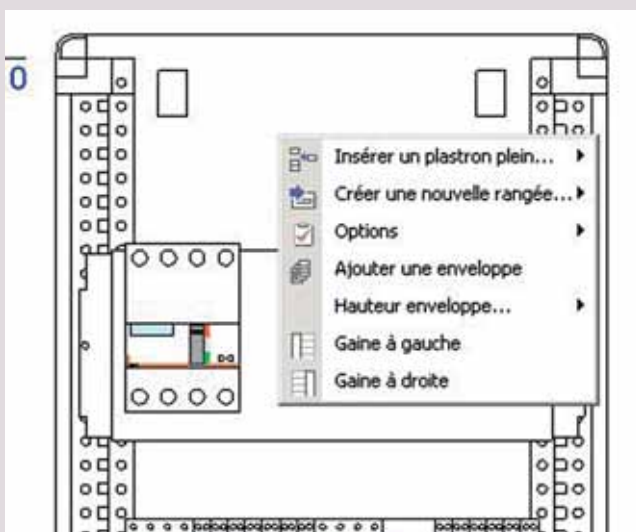 0
Insérer un plastron plein...
Créer une nouvelle rangée...
Options
Ajouter une enveloppe
Hauteur enveloppe...
Gaine à gauche
Gaine à droite